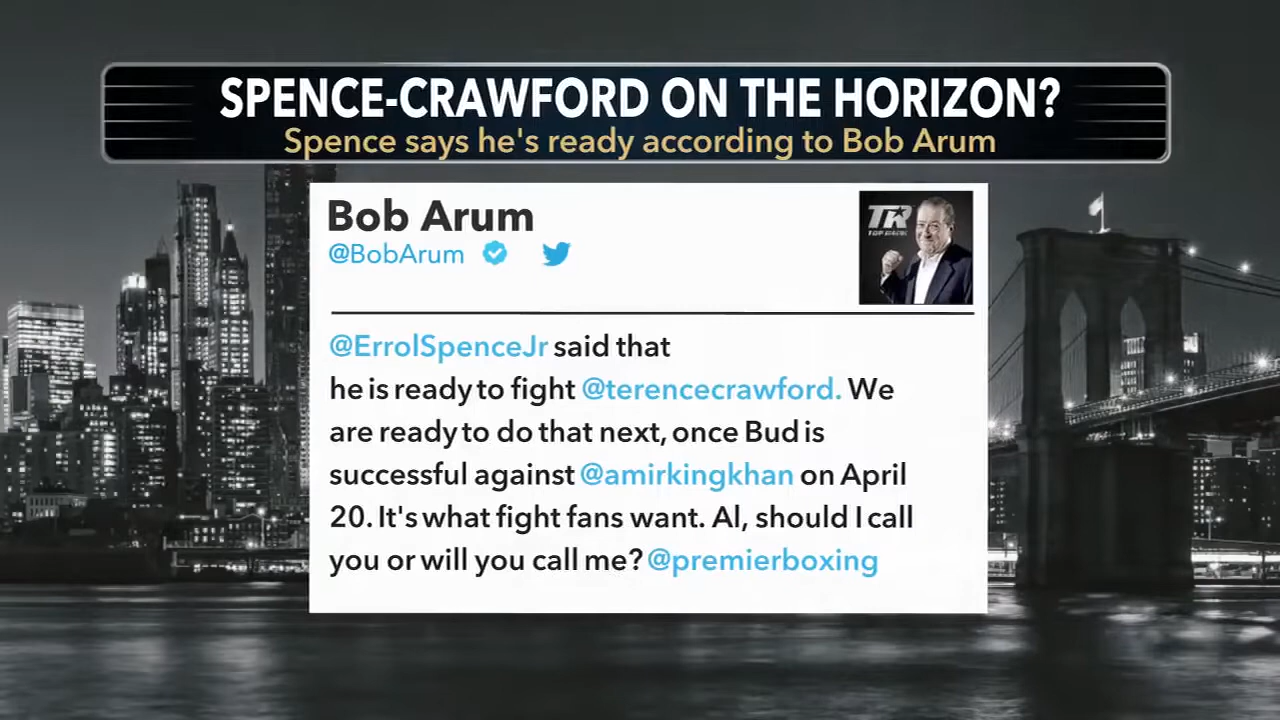 SPENCE-CRAWFORD ON THE HORIZON?
Spence says he's ready according to Bob Arum
Bob Arum
@BobArum
TR
TOP RANK
@ErrolSpenceJr said that
he is ready to fight @terencecrawford. We
are ready to do that next, once Bud is
successful against @amirkingkhan on April
20. It's what fight fans want. Al, should I call
you or will you call me? @premierboxing